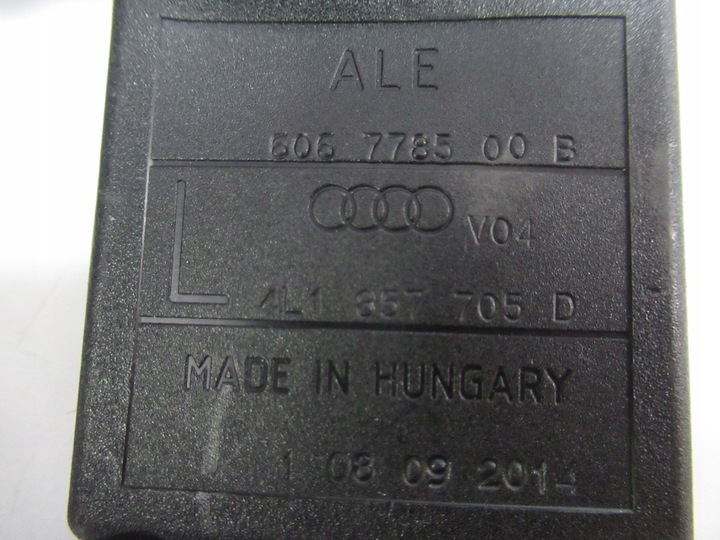 ALE
606 7785 00 B
V04
L
4L1 857 705 D
MADE IN HUNGARY
1 08 09 2014